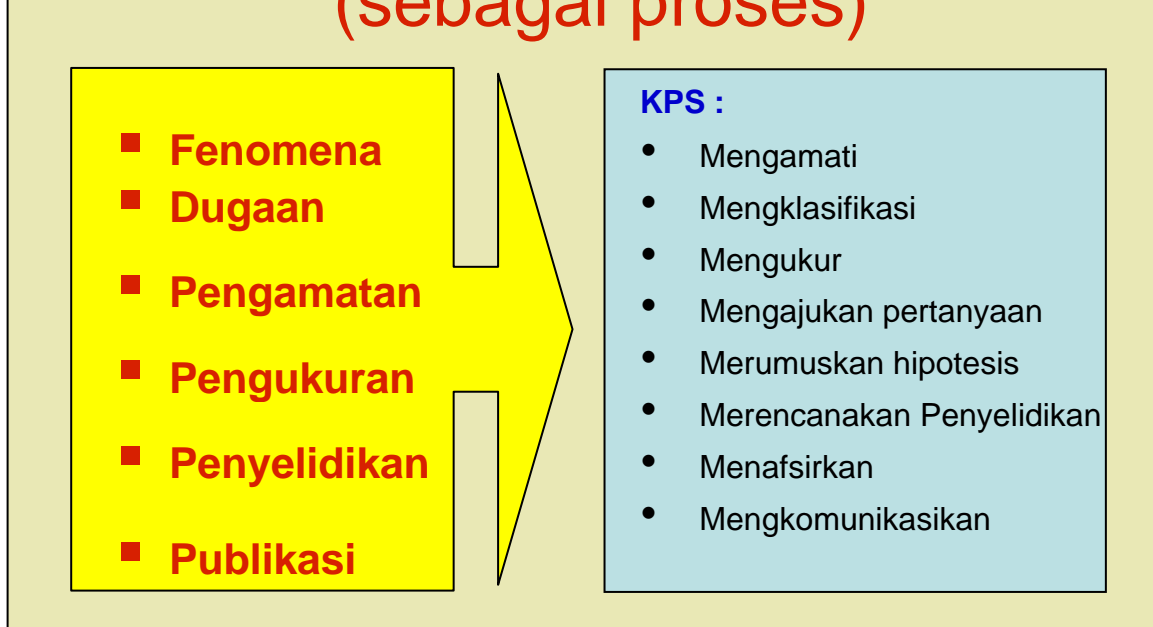 (sebagai proses)
Fenomena
Dugaan
Pengamatan
Pengukuran
Penyelidikan
Publikasi
KPS :
Mengamati
Mengklasifikasi
Mengukur
Mengajukan pertanyaan
Merumuskan hipotesis
Merencanakan Penyelidikan
Menafsirkan
Mengkomunikasikan